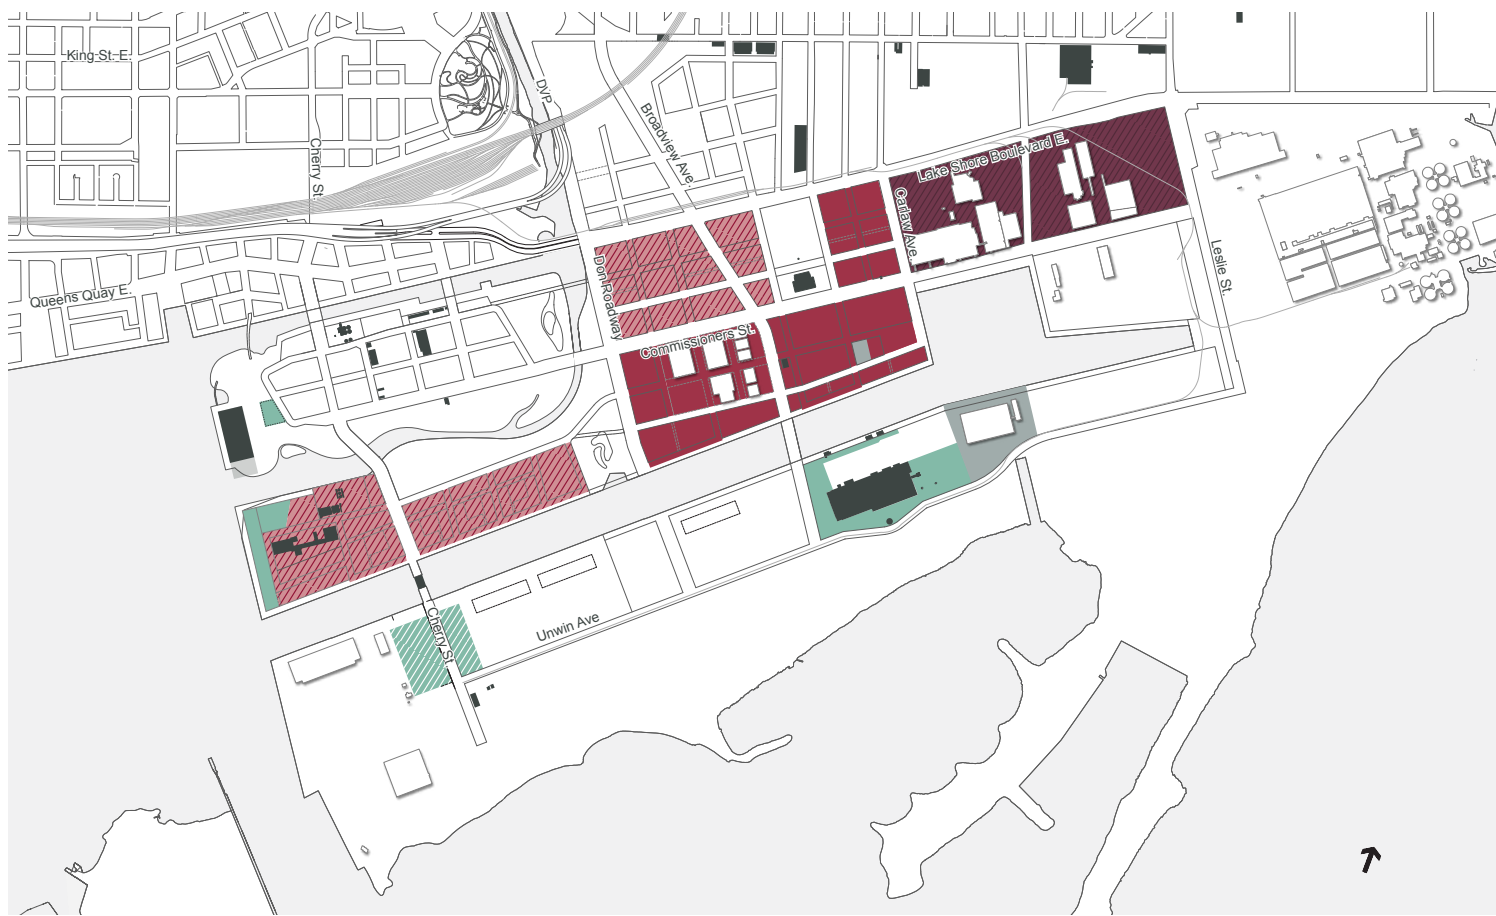 King St. E.
DVP
Broadview Ave.
Cherry St.
Lake Shore Boulevard E.
Carlaw Ave.
Leslie St.
Don Roadway
Queens Quay E.
Commissioners St.
Cherry St
Unwin Ave